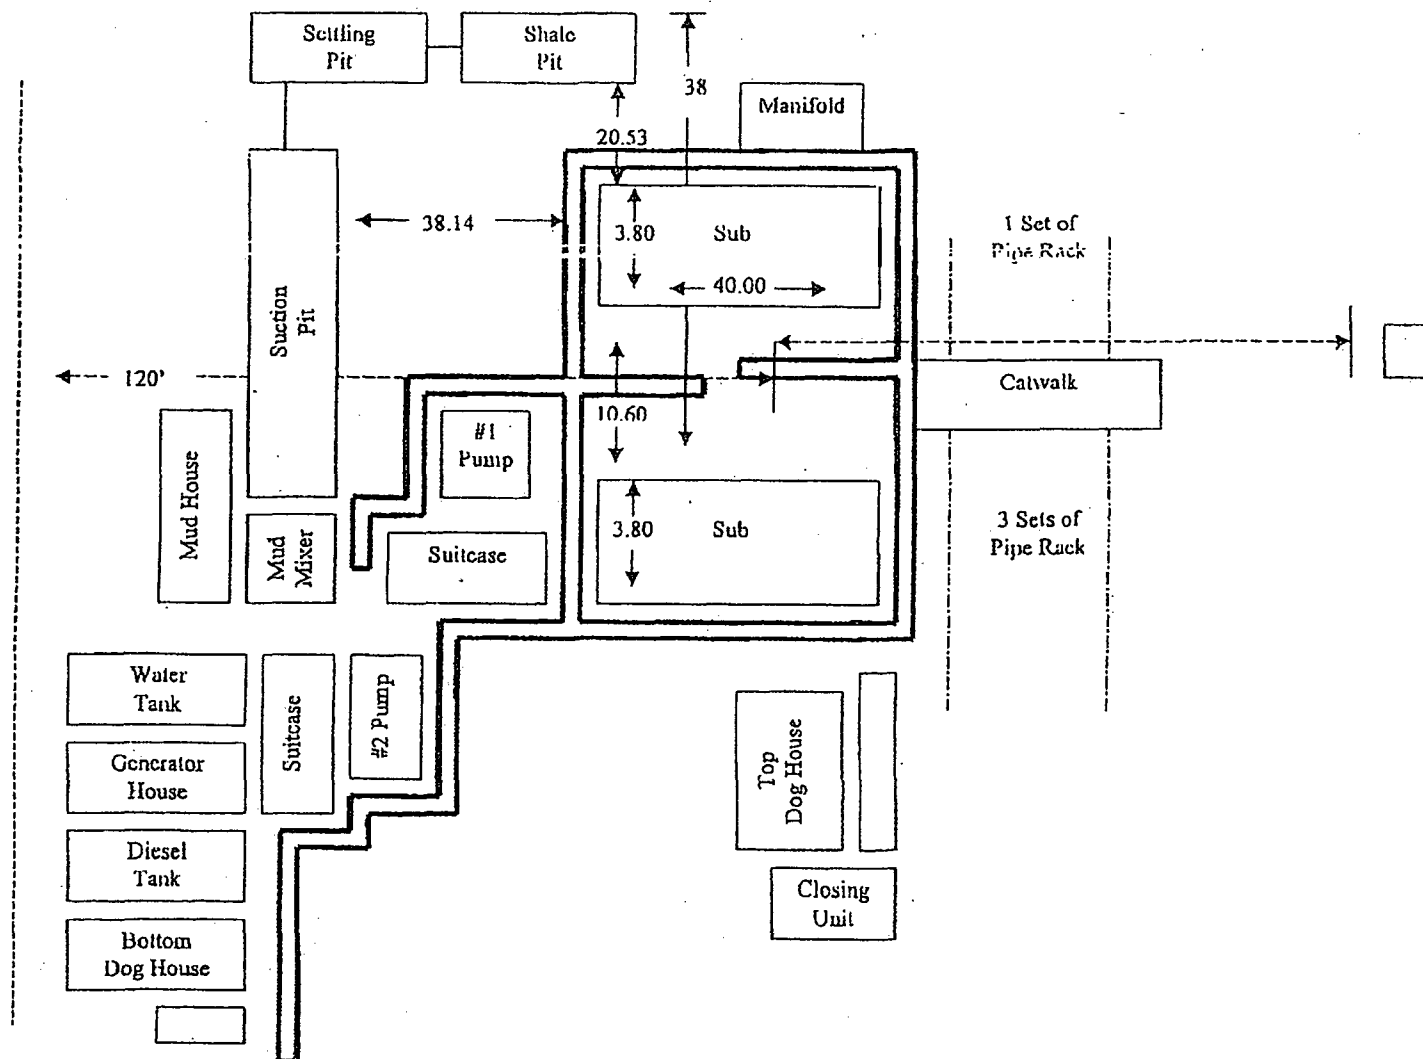 Settling
Pit
Shale
Pit
38
Manifold
20.53
38.14
3.80
Sub
40.00
1 Set of
Pipe Rack
Suction
Pit
120'
Catwalk
10.60
#1
Pump
Mud House
Mud
Mixer
Suitcase
3.80
Sub
3 Sets of
Pipe Rack
Water
Tank
Suitcase
#2 Pump
Generator
House
Top
Dog House
Diesel
Tank
Closing
Unit
Bottom
Dog House